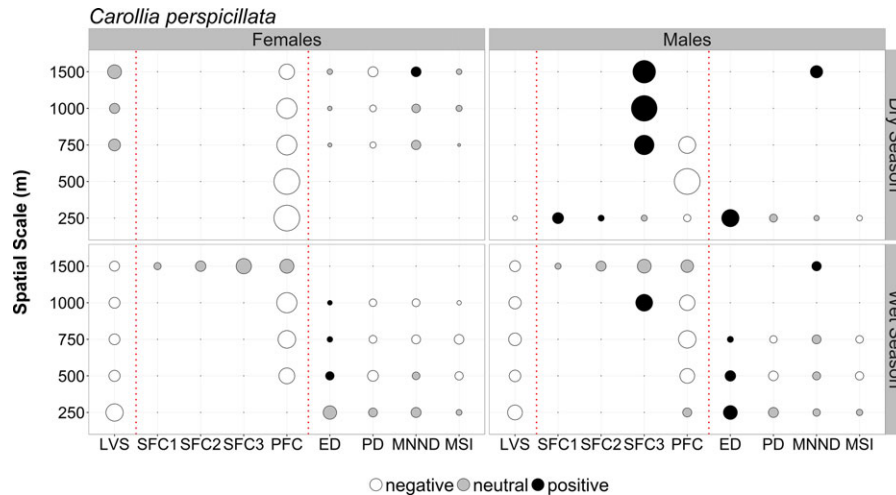 Carollia perspicillata
Females
Males
Dry Season
Wet Season
Spatial Scale (m)
1500
1000
750
500
250
1500
1000
750
500
250
LVS SFC1 SFC2 SFC3 PFC ED PD MNND MSI
LVS SFC1 SFC2 SFC3 PFC ED PD MNND MSI
negative neutral positive